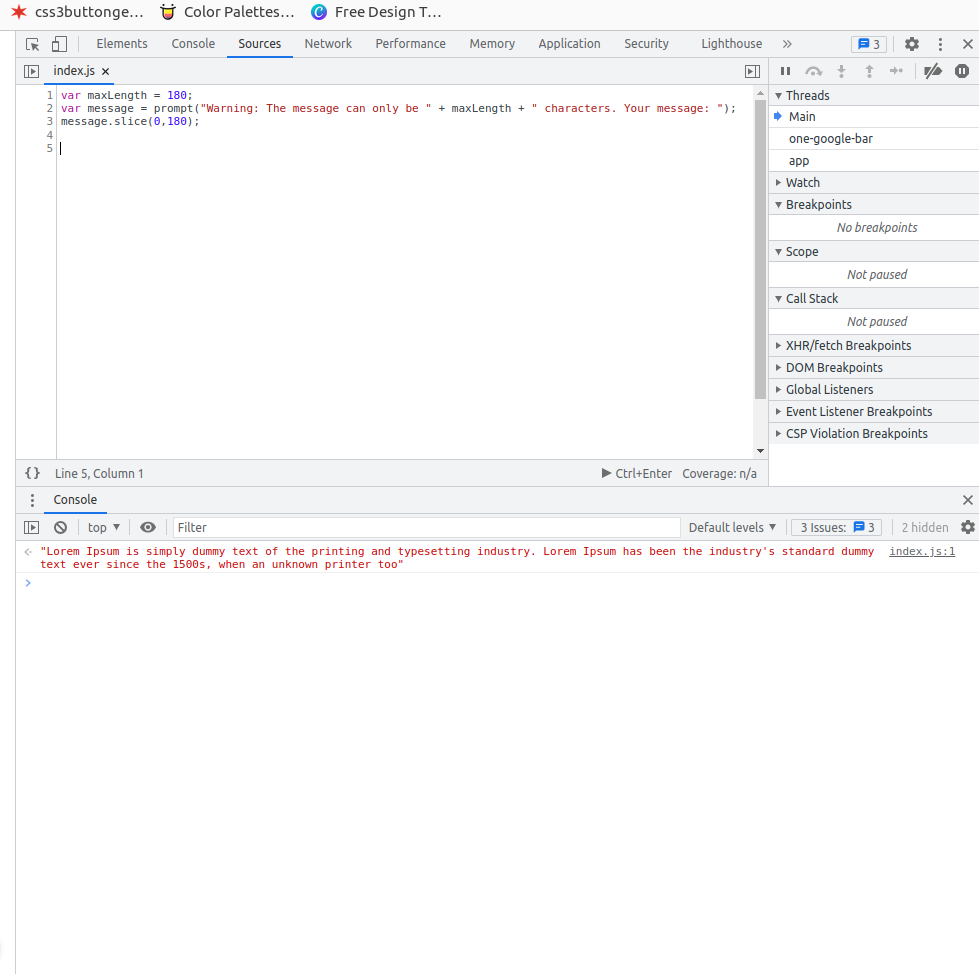 css3buttonge... Color Palettes... Free Design T...
Elements Console Sources Network Performance Memory Application Security Lighthouse » 3
index.js ×
1 var maxLength = 180;
2 var message = prompt("Warning: The message can only be " + maxLength + " characters. Your message: ");
3 message.slice(0,180);
4
5
Threads
Main
one-google-bar
app
Watch
Breakpoints
No breakpoints
Scope
Not paused
Call Stack
Not paused
XHR/fetch Breakpoints
DOM Breakpoints
Global Listeners
Event Listener Breakpoints
CSP Violation Breakpoints
{} Line 5, Column 1 Ctrl+Enter Coverage: n/a
Console
top Filter Default levels 3 Issues: 3 2 hidden
"Lorem Ipsum is simply dummy text of the printing and typesetting industry. Lorem Ipsum has been the industry's standard dummy index.js:1
text ever since the 1500s, when an unknown printer too"